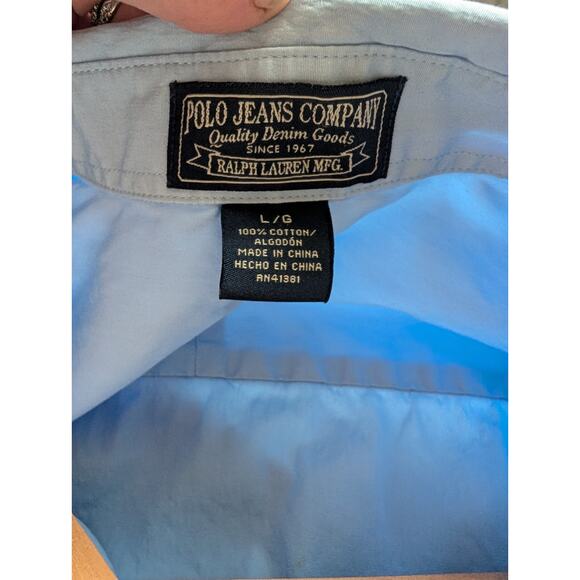 POLO JEANS COMPANY
Quality Denim Goods
SINCE 1967
RALPH LAUREN MFG.
L/G
100% COTTON/
ALGODÓN
MADE IN CHINA
HECHO EN CHINA
RN41381